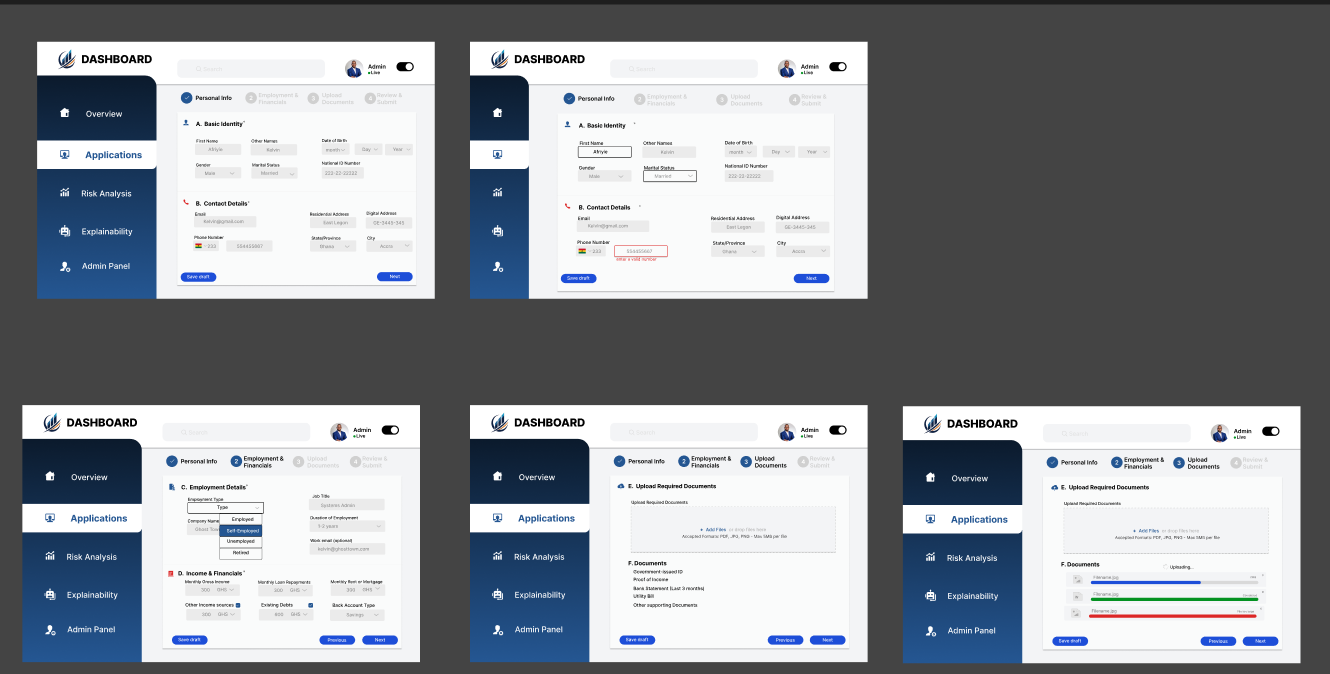 DASHBOARD
Search
Admin
Live
Overview
Applications
Risk Analysis
Explainability
Admin Panel
Personal Info
2 Employment & Financials
3 Upload Documents
4 Review & Submit
A. Basic Identity*
First Name
Other Names
Date of Birth
Afriyie
Kelvin
month
Day
Year
Gender
Marital Status
National ID Number
Male
Married
222-22-22222
B. Contact Details*
Email
Residential Address
Digital Address
Kelvin@gmail.com
East Legon
GE-3445-345
Phone Number
State/Province
City
- 233
554455667
Ghana
Accra
Save draft
Next
DASHBOARD
Search
Admin
Live
Personal Info
2 Employment & Financials
3 Upload Documents
4 Review & Submit
A. Basic Identity *
First Name
Other Names
Date of Birth
Afriyie
Kelvin
month
Day
Year
Gender
Marital Status
National ID Number
Male
Married
222-22-22222
B. Contact Details *
Email
Residential Address
Digital Address
Kelvin@gmail.com
East Legon
GE-3445-345
Phone Number
State/Province
City
- 233
554455667
Ghana
Accra
enter a valid number
Save draft
Next
DASHBOARD
Search
Admin
Live
Overview
Applications
Risk Analysis
Explainability
Admin Panel
Personal Info
2 Employment & Financials
3 Upload Documents
4 Review & Submit
C. Employment Details*
Employment Type
Job Title
Type
Systems Admin
Company Name
Duration of Employment
Ghost Town
1-3 years
Employed
Self-Employed
Unemployed
Retired
Work email (optional)
kelvin@ghosttown.com
D. Income & Financials*
Monthly Gross Income
Monthly Loan Repayments
Monthly Rent or Mortgage
300 GHS
300 GHS
300 GHS
Other Income sources
Existing Debts
Back Account Type
300 GHS
400 GHS
Savings
Save draft
Previous
Next
DASHBOARD
Search
Admin
Live
Overview
Applications
Risk Analysis
Explainability
Admin Panel
Personal Info
2 Employment & Financials
3 Upload Documents
4 Review & Submit
E. Upload Required Documents
Upload Required Documents
+ Add Files or drop files here
Accepted Formats: PDF, JPG, PNG - Max 5MB per file
F. Documents
Government-issued ID
Proof of Income
Bank Statement (Last 3 months)
Utility Bill
Other supporting Documents
Save draft
Previous
Next
DASHBOARD
Search
Admin
Live
Overview
Applications
Risk Analysis
Explainability
Admin Panel
Personal Info
2 Employment & Financials
3 Upload Documents
4 Review & Submit
E. Upload Required Documents
Upload Required Documents
+ Add Files or drop files here
Accepted Formats: PDF, JPG, PNG - Max 5MB per file
F. Documents
Uploading...
Filename.jpg
Filename.jpg
Filename.jpg
Save draft
Previous
Next